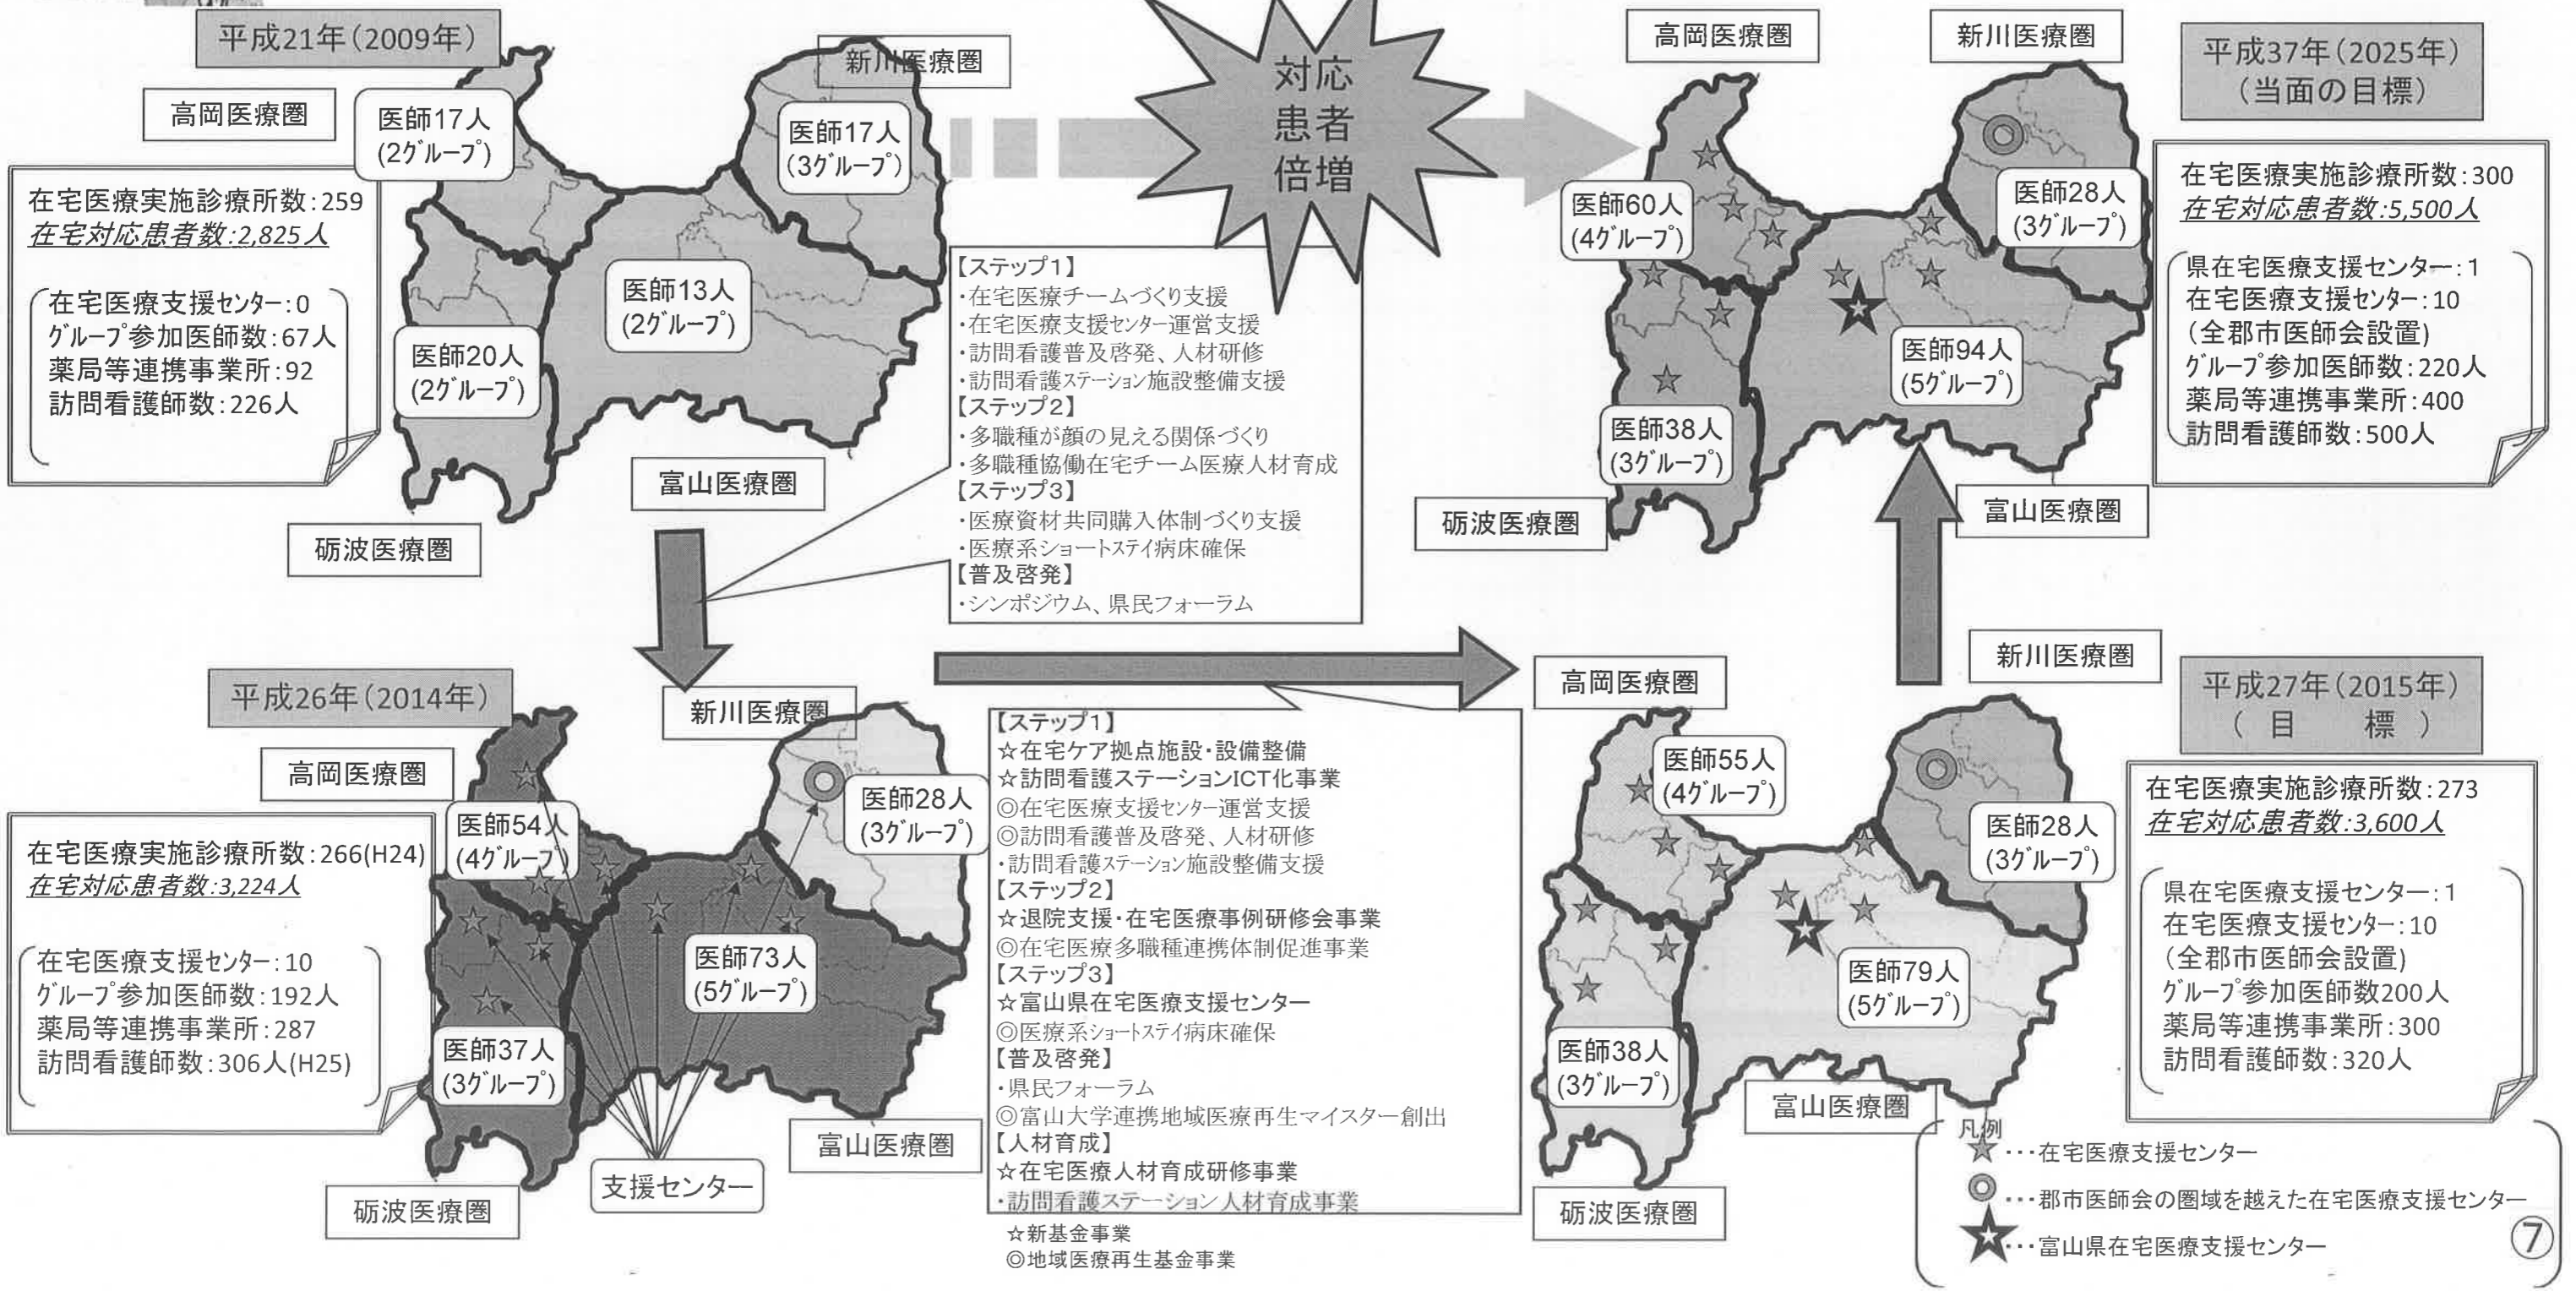 平成21年(2009年)
新川医療圏
高岡医療圏
医師17人
(2グループ)
医師17人
(3グループ)
在宅医療実施診療所数:259
在宅対応患者数:2,825人
在宅医療支援センター:0
グループ参加医師数:67人
薬局等連携事業所:92
訪問看護師数:226人
医師13人
(2グループ)
医師20人
(2グループ)
富山医療圏
砺波医療圏
対応
患者
倍増
【ステップ1】
・在宅医療チームづくり支援
・在宅医療支援センター運営支援
・訪問看護普及啓発、人材研修
・訪問看護ステーション施設整備支援
【ステップ2】
・多職種が顔の見える関係づくり
・多職種協働在宅チーム医療人材育成
【ステップ3】
・医療資材共同購入体制づくり支援
・医療系ショートステイ病床確保
【普及啓発】
・シンポジウム、県民フォーラム
高岡医療圏
新川医療圏
平成37年(2025年)
(当面の目標)
医師60人
(4グループ)
医師28人
(3グループ)
医師94人
(5グループ)
医師38人
(3グループ)
砺波医療圏
富山医療圏
在宅医療実施診療所数:300
在宅対応患者数:5,500人
県在宅医療支援センター:1
在宅医療支援センター:10
(全郡市医師会設置)
グループ参加医師数:220人
薬局等連携事業所:400
訪問看護師数:500人
平成26年(2014年)
新川医療圏
高岡医療圏
医師54人
(4グループ)
医師28人
(3グループ)
在宅医療実施診療所数:266(H24)
在宅対応患者数:3,224人
在宅医療支援センター:10
グループ参加医師数:192人
薬局等連携事業所:287
訪問看護師数:306人(H25)
医師73人
(5グループ)
医師37人
(3グループ)
富山医療圏
支援センター
砺波医療圏
【ステップ1】
☆在宅ケア拠点施設・設備整備
☆訪問看護ステーションICT化事業
◎在宅医療支援センター運営支援
◎訪問看護普及啓発、人材研修
・訪問看護ステーション施設整備支援
【ステップ2】
☆退院支援・在宅医療事例研修会事業
◎在宅医療多職種連携体制促進事業
【ステップ3】
☆富山県在宅医療支援センター
◎医療系ショートステイ病床確保
【普及啓発】
・県民フォーラム
◎富山大学連携地域医療再生マイスター創出
【人材育成】
☆在宅医療人材育成研修事業
・訪問看護ステーション人材育成事業
☆新基金事業
◎地域医療再生基金事業
高岡医療圏
新川医療圏
平成27年(2015年)
(目 標)
医師55人
(4グループ)
医師28人
(3グループ)
医師79人
(5グループ)
医師38人
(3グループ)
富山医療圏
砺波医療圏
在宅医療実施診療所数:273
在宅対応患者数:3,600人
県在宅医療支援センター:1
在宅医療支援センター:10
(全郡市医師会設置)
グループ参加医師数200人
薬局等連携事業所:300
訪問看護師数:320人
凡例
★…在宅医療支援センター
◎…郡市医師会の圏域を越えた在宅医療支援センター
★…富山県在宅医療支援センター
⑦